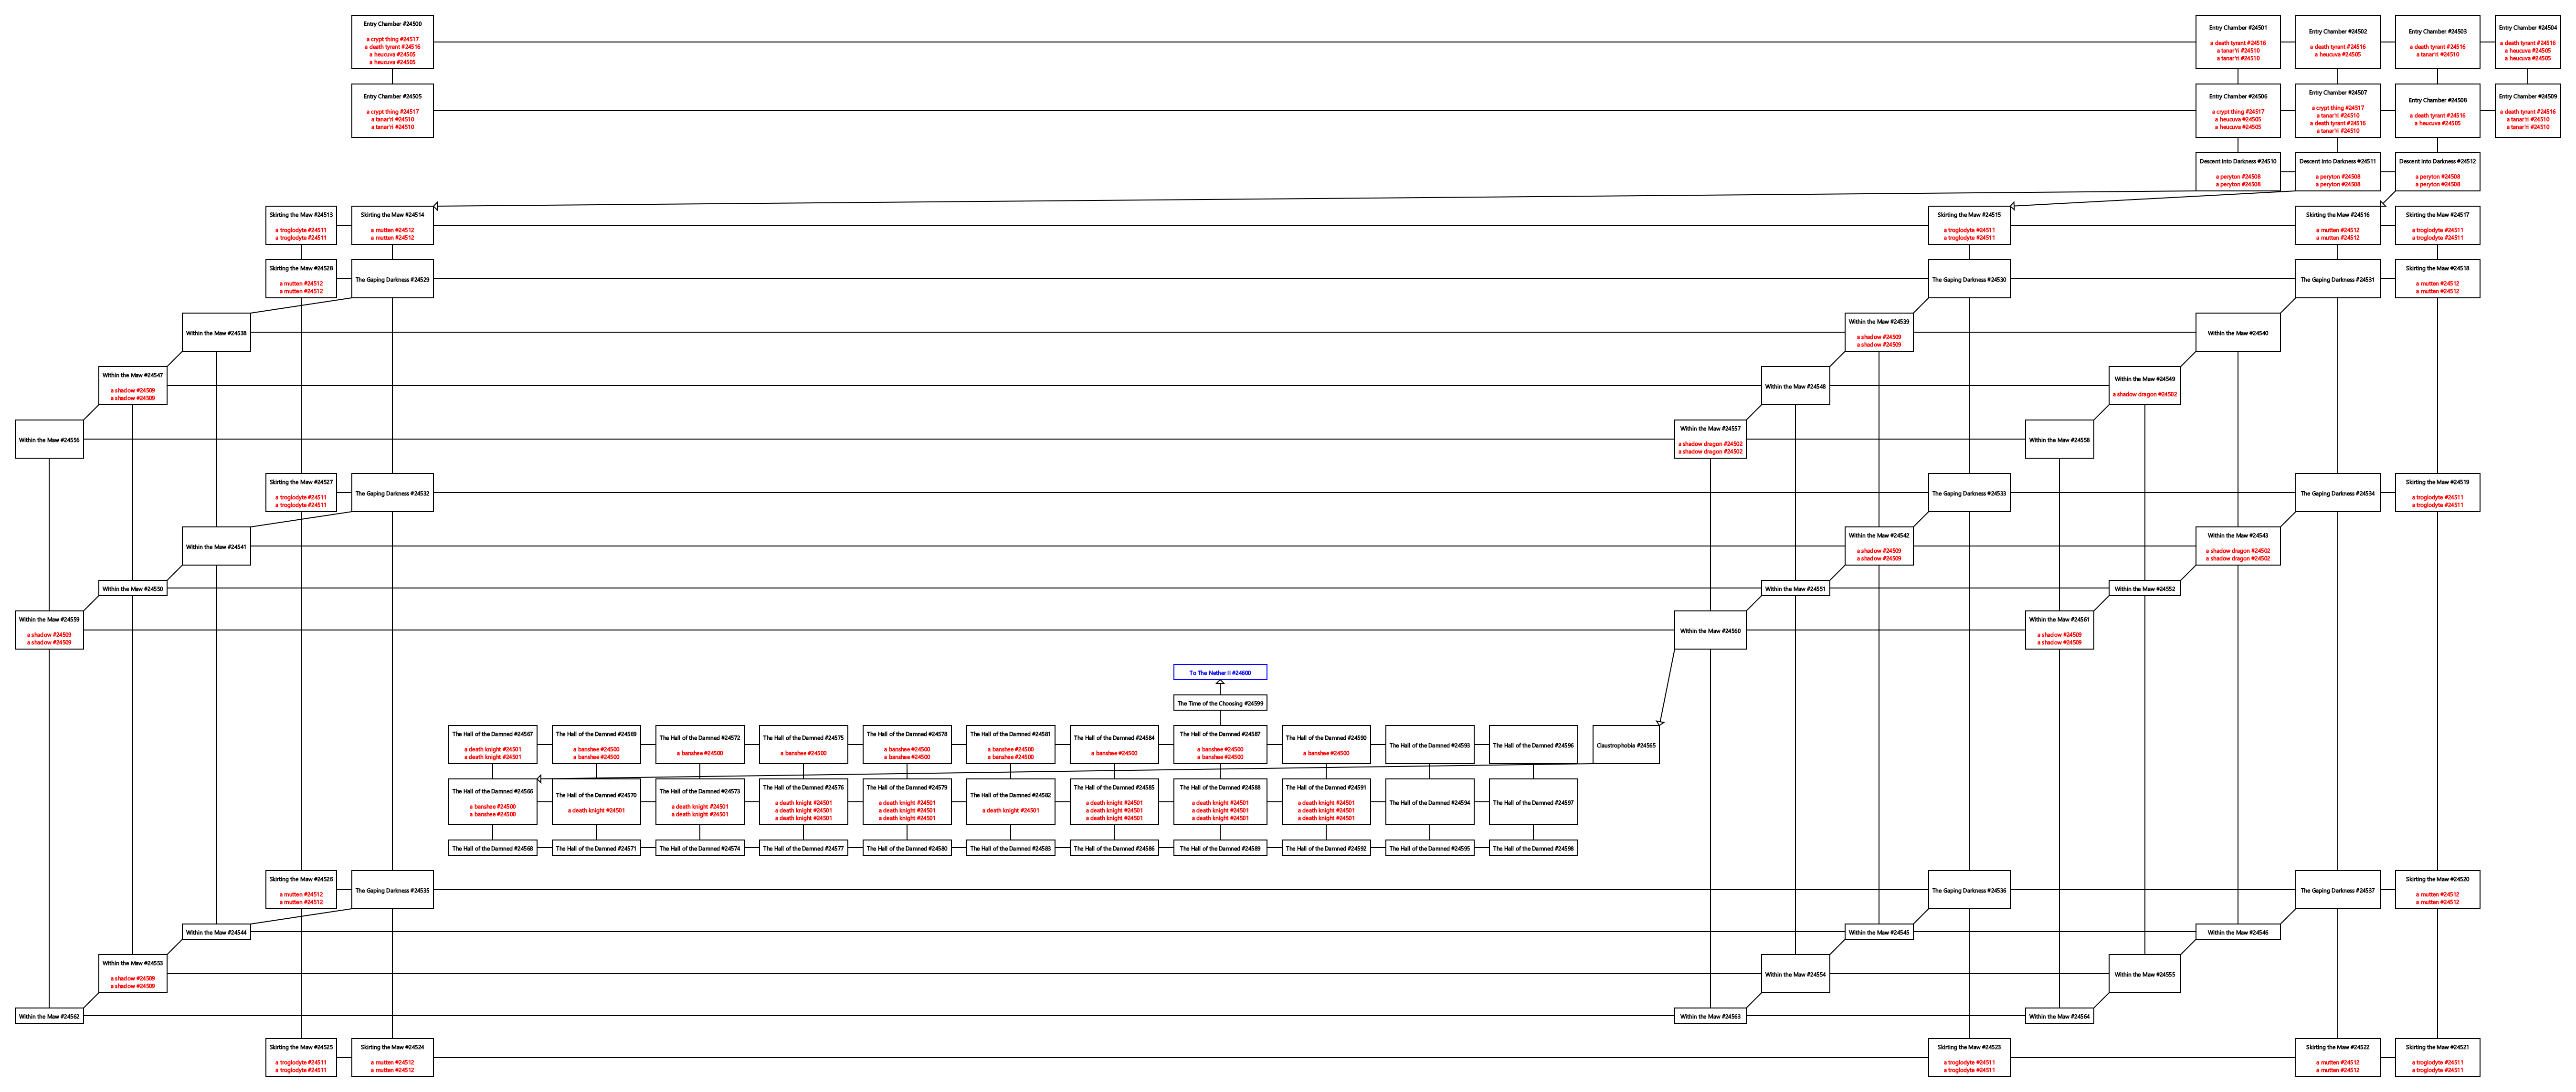 Entry Chamber #24500
a crypt thing #24517
a death tyrant #24516
a heucuva #24505
a heucuva #24505
Entry Chamber #24501
a death tyrant #24516
a tanar'ri #24510
a tanar'ri #24510
Entry Chamber #24502
a death tyrant #24516
a heucuva #24505
Entry Chamber #24503
a death tyrant #24516
a tanar'ri #24510
Entry Chamber #24504
a death tyrant #24516
a heucuva #24505
a heucuva #24505
Entry Chamber #24505
a crypt thing #24517
a tanar'ri #24510
a tanar'ri #24510
Entry Chamber #24506
a crypt thing #24517
a heucuva #24505
a heucuva #24505
Entry Chamber #24507
a crypt thing #24517
a tanar'ri #24510
a death tyrant #24516
a tanar'ri #24510
Entry Chamber #24508
a death tyrant #24516
a heucuva #24505
Entry Chamber #24509
a death tyrant #24516
a tanar'ri #24510
a tanar'ri #24510
Descent Into Darkness #24510
a peryton #24508
a peryton #24508
Descent Into Darkness #24511
a peryton #24508
a peryton #24508
Descent Into Darkness #24512
a peryton #24508
a peryton #24508
Skirting the Maw #24513
a troglodyte #24511
a troglodyte #24511
Skirting the Maw #24514
a mutten #24512
a mutten #24512
Skirting the Maw #24515
a troglodyte #24511
a troglodyte #24511
Skirting the Maw #24516
a mutten #24512
a mutten #24512
Skirting the Maw #24517
a troglodyte #24511
a troglodyte #24511
Skirting the Maw #24528
a mutten #24512
a mutten #24512
The Gaping Darkness #24529
The Gaping Darkness #24530
The Gaping Darkness #24531
Skirting the Maw #24518
a mutten #24512
a mutten #24512
Within the Maw #24538
Within the Maw #24539
a shadow #24509
a shadow #24509
Within the Maw #24540
Within the Maw #24547
a shadow #24509
a shadow #24509
Within the Maw #24548
Within the Maw #24549
a shadow dragon #24502
Within the Maw #24556
Within the Maw #24557
a shadow dragon #24502
a shadow dragon #24502
Within the Maw #24558
Skirting the Maw #24527
a troglodyte #24511
a troglodyte #24511
The Gaping Darkness #24532
The Gaping Darkness #24533
The Gaping Darkness #24534
Skirting the Maw #24519
a troglodyte #24511
a troglodyte #24511
Within the Maw #24541
Within the Maw #24542
a shadow #24509
a shadow #24509
Within the Maw #24543
a shadow dragon #24502
a shadow dragon #24502
Within the Maw #24550
Within the Maw #24551
Within the Maw #24552
Within the Maw #24559
a shadow #24509
a shadow #24509
Within the Maw #24560
Within the Maw #24561
a shadow #24509
a shadow #24509
To The Nether II #24600
The Time of the Choosing #24599
The Hall of the Damned #24567
a death knight #24501
a death knight #24501
The Hall of the Damned #24569
a banshee #24500
a banshee #24500
The Hall of the Damned #24572
a banshee #24500
The Hall of the Damned #24575
a banshee #24500
The Hall of the Damned #24578
a banshee #24500
a banshee #24500
The Hall of the Damned #24581
a banshee #24500
a banshee #24500
The Hall of the Damned #24584
a banshee #24500
The Hall of the Damned #24587
a banshee #24500
a banshee #24500
The Hall of the Damned #24590
a banshee #24500
The Hall of the Damned #24593
The Hall of the Damned #24596
Claustrophobia #24565
The Hall of the Damned #24566
a banshee #24500
a banshee #24500
The Hall of the Damned #24570
a death knight #24501
The Hall of the Damned #24573
a death knight #24501
a death knight #24501
The Hall of the Damned #24576
a death knight #24501
a death knight #24501
a death knight #24501
The Hall of the Damned #24579
a death knight #24501
a death knight #24501
a death knight #24501
The Hall of the Damned #24582
a death knight #24501
The Hall of the Damned #24585
a death knight #24501
a death knight #24501
a death knight #24501
The Hall of the Damned #24588
a death knight #24501
a death knight #24501
a death knight #24501
The Hall of the Damned #24591
a death knight #24501
a death knight #24501
a death knight #24501
The Hall of the Damned #24594
The Hall of the Damned #24597
The Hall of the Damned #24568
The Hall of the Damned #24571
The Hall of the Damned #24574
The Hall of the Damned #24577
The Hall of the Damned #24580
The Hall of the Damned #24583
The Hall of the Damned #24586
The Hall of the Damned #24589
The Hall of the Damned #24592
The Hall of the Damned #24595
The Hall of the Damned #24598
Skirting the Maw #24526
a mutten #24512
a mutten #24512
The Gaping Darkness #24535
The Gaping Darkness #24536
The Gaping Darkness #24537
Skirting the Maw #24520
a mutten #24512
a mutten #24512
Within the Maw #24544
Within the Maw #24545
Within the Maw #24546
Within the Maw #24553
a shadow #24509
a shadow #24509
Within the Maw #24554
Within the Maw #24555
Within the Maw #24562
Within the Maw #24563
Within the Maw #24564
Skirting the Maw #24525
a troglodyte #24511
a troglodyte #24511
Skirting the Maw #24524
a mutten #24512
a mutten #24512
Skirting the Maw #24523
a troglodyte #24511
a troglodyte #24511
Skirting the Maw #24522
a mutten #24512
a mutten #24512
Skirting the Maw #24521
a troglodyte #24511
a troglodyte #24511